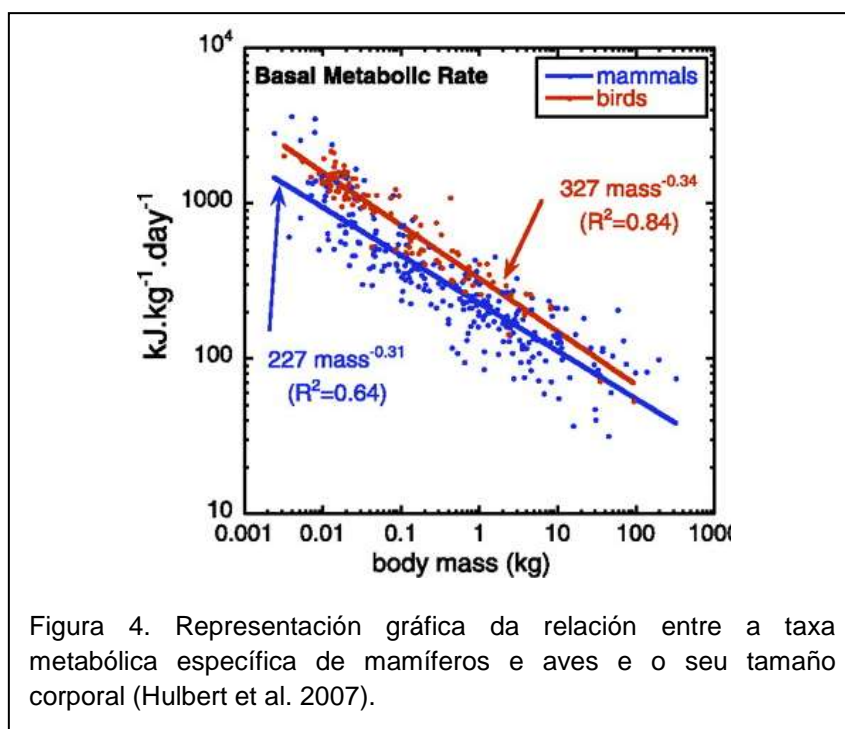 10⁴
Basal Metabolic Rate
mammals
birds
1000
327 mass⁻⁰·³⁴
(R²=0.84)
kJ.kg⁻¹.day⁻¹
100
227 mass⁻⁰·³¹
(R²=0.64)
10
0.001 0.01 0.1 1 10 100 1000
body mass (kg)
Figura 4. Representación gráfica da relación entre a taxa
metabólica específica de mamíferos e aves e o seu tamaño
corporal (Hulbert et al. 2007).